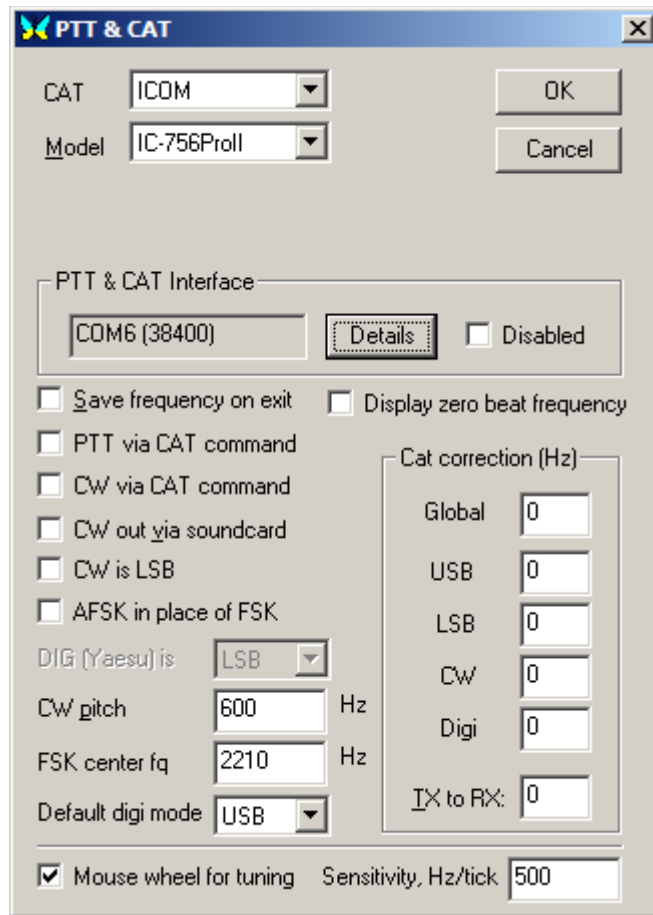 PTT & CAT
CAT ICOM OK
Model IC-756ProII Cancel
PTT & CAT Interface
COM6 (38400) Details Disabled
Save frequency on exit Display zero beat frequency
PTT via CAT command
Cat correction (Hz)
CW via CAT command
Global 0
CW out via soundcard
CW is LSB
USB 0
AFSK in place of FSK
LSB 0
DIG (Yaesu) is LSB
CW 0
CW pitch 600 Hz
Digi 0
FSK center fq 2210 Hz
TX to RX: 0
Default digi mode USB
Mouse wheel for tuning Sensitivity, Hz/tick 500